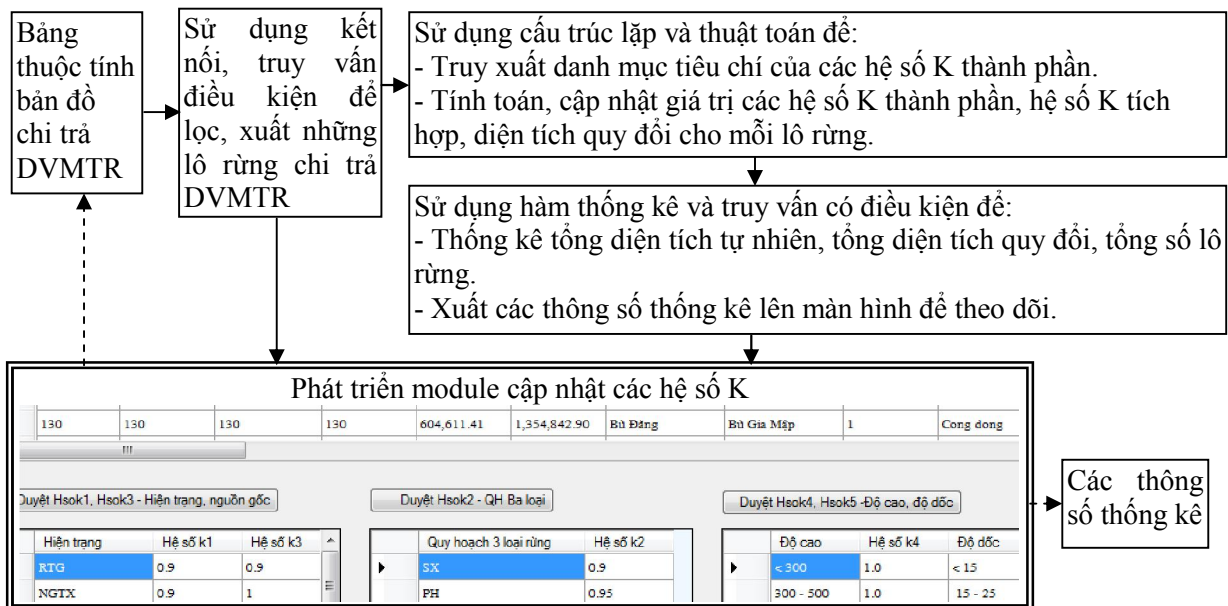 Bảng
thuộc tính
bản đồ
chi trả
DVMTR
Sử dụng kết
nối, truy vấn
điều kiện để
lọc, xuất những
lô rừng chi trả
DVMTR
Sử dụng cấu trúc lặp và thuật toán để:
- Truy xuất danh mục tiêu chí của các hệ số K thành phần.
- Tính toán, cập nhật giá trị các hệ số K thành phần, hệ số K tích
hợp, diện tích quy đổi cho mỗi lô rừng.
Sử dụng hàm thống kê và truy vấn có điều kiện để:
- Thống kê tổng diện tích tự nhiên, tổng diện tích quy đổi, tổng số lô
rừng.
- Xuất các thông số thống kê lên màn hình để theo dõi.
Phát triển module cập nhật các hệ số K
130 130 130 130 604,611.41 1,354,842.90 Bù Đăng Bù Gia Mập 1 Cong dong
Duyệt Hsok1, Hsok3 - Hiện trạng, nguồn gốc
Duyệt Hsok2 - QH Ba loại
Duyệt Hsok4, Hsok5 -Độ cao, độ dốc
Hiện trạng Hệ số k1 Hệ số k3
RTG 0.9 0.9
NGTX 0.9 1
Quy hoạch 3 loại rừng Hệ số k2
SX 0.9
PH 0.95
Độ cao Hệ số k4 Độ dốc
< 300 1.0 < 15
300 - 500 1.0 15 - 25
Các thông
số thống kê